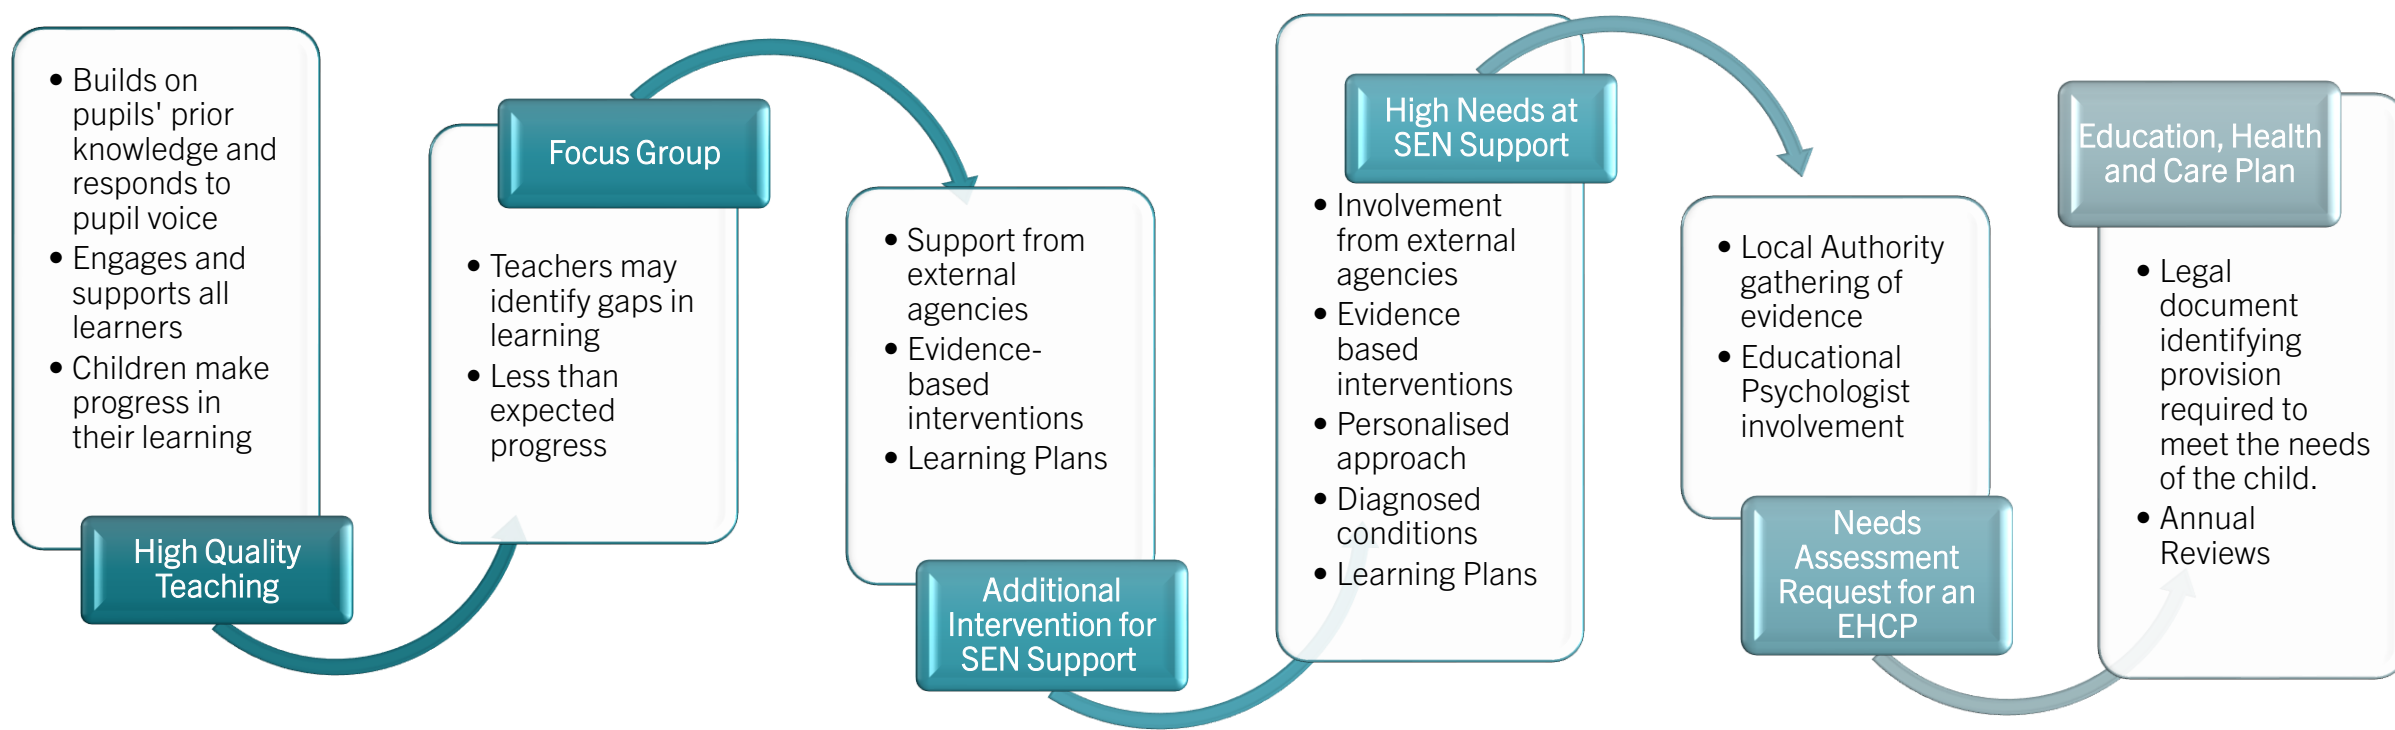 • Builds on
pupils' prior
knowledge and
responds to
pupil voice
• Engages and
supports all
learners
• Children make
progress in
their learning
High Quality
Teaching
Focus Group
• Teachers may
identify gaps in
learning
• Less than
expected
progress
• Support from
external
agencies
• Evidence-
based
interventions
• Learning Plans
Additional
Intervention for
SEN Support
High Needs at
SEN Support
• Involvement
from external
agencies
• Evidence
based
interventions
• Personalised
approach
• Diagnosed
conditions
• Learning Plans
• Local Authority
gathering of
evidence
• Educational
Psychologist
involvement
Needs
Assessment
Request for an
EHCP
Education, Health
and Care Plan
• Legal
document
identifying
provision
required to
meet the needs
of the child.
• Annual
Reviews